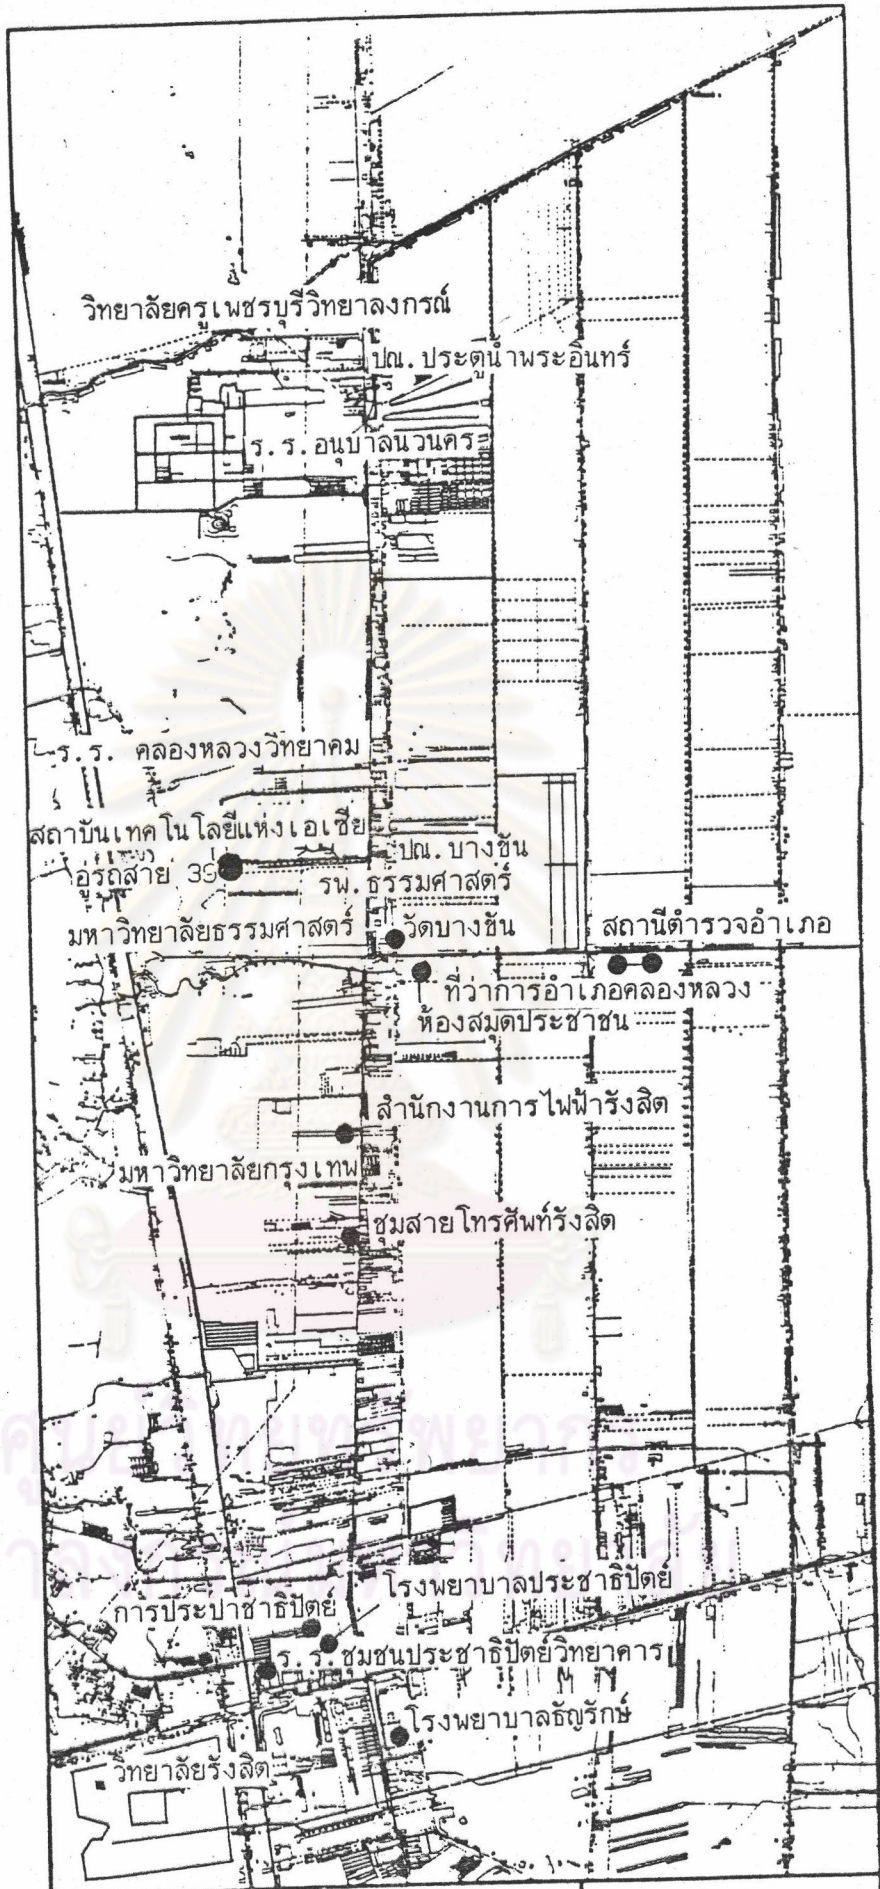 วิทยาลัยครูเพชรบุรีวิทยาลงกรณ์
ปณ.ประตูน้ำพระอินทร์
ร.ร.อนุบาลนวนคร
ร.ร. คลองหลวงวิทยาคม
สถาบันเทคโนโลยีแห่งเอเชีย
ปณ.บางขัน
อู่รถสาย 39
รพ.ธรรมศาสตร์
มหาวิทยาลัยธรรมศาสตร์
วัดบางขัน
สถานีตำรวจอำเภอ
ที่ว่าการอำเภอคลองหลวง
ห้องสมุดประชาชน
สำนักงานการไฟฟ้ารังสิต
มหาวิทยาลัยกรุงเทพ
ชุมสายโทรศัพท์รังสิต
ศูนย์วิทยทรัพยากร
โรงพยาบาลประชาธิปัตย์
การประปาชาธิปัตย์
ร.ร.ชุมชนประชาธิปัตย์วิทยาคาร
โรงพยาบาลธัญรักษ์
วิทยาลัยรังสิต